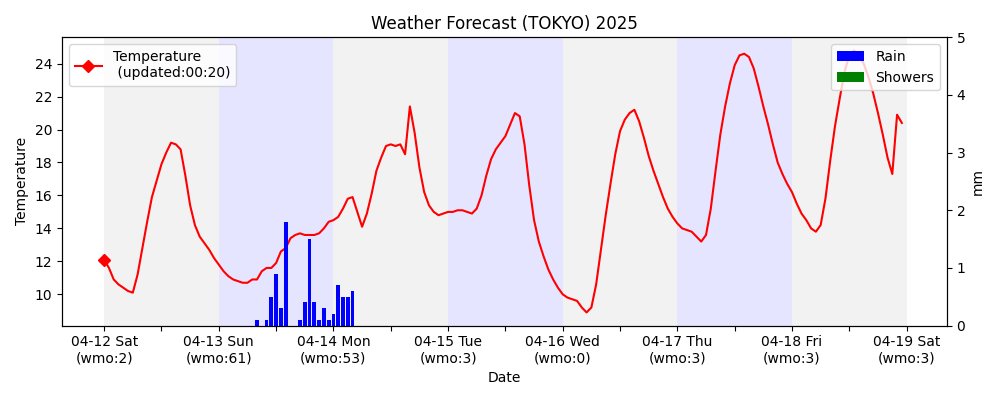 Weather Forecast (TOKYO) 2025
Temperature
(updated:00:20)
Rain
Showers
Temperature
24
22
20
18
16
14
12
10
5
4
3
2
1
0
mm
04-12 Sat 04-13 Sun 04-14 Mon 04-15 Tue 04-16 Wed 04-17 Thu 04-18 Fri 04-19 Sat
(wmo:2) (wmo:61) (wmo:53) (wmo:3) (wmo:0) (wmo:3) (wmo:3) (wmo:3)
Date